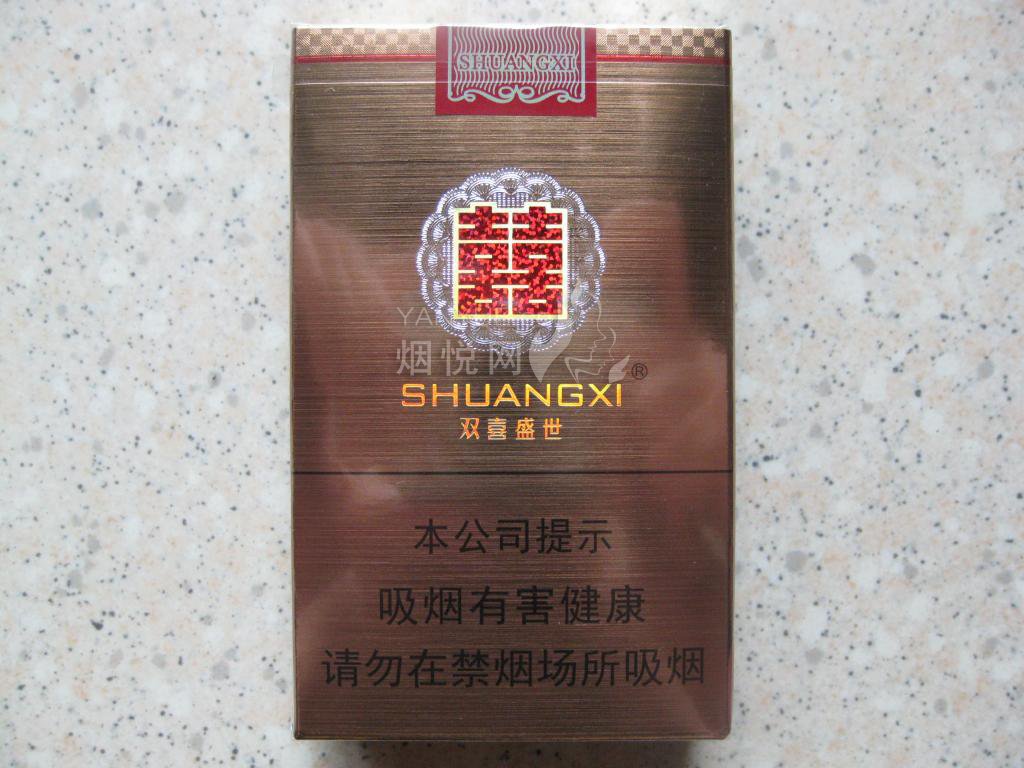 SHUANGXI
囍
烟悦网
SHUANGXI®
双喜盛世
本公司提示
吸烟有害健康
请勿在禁烟场所吸烟